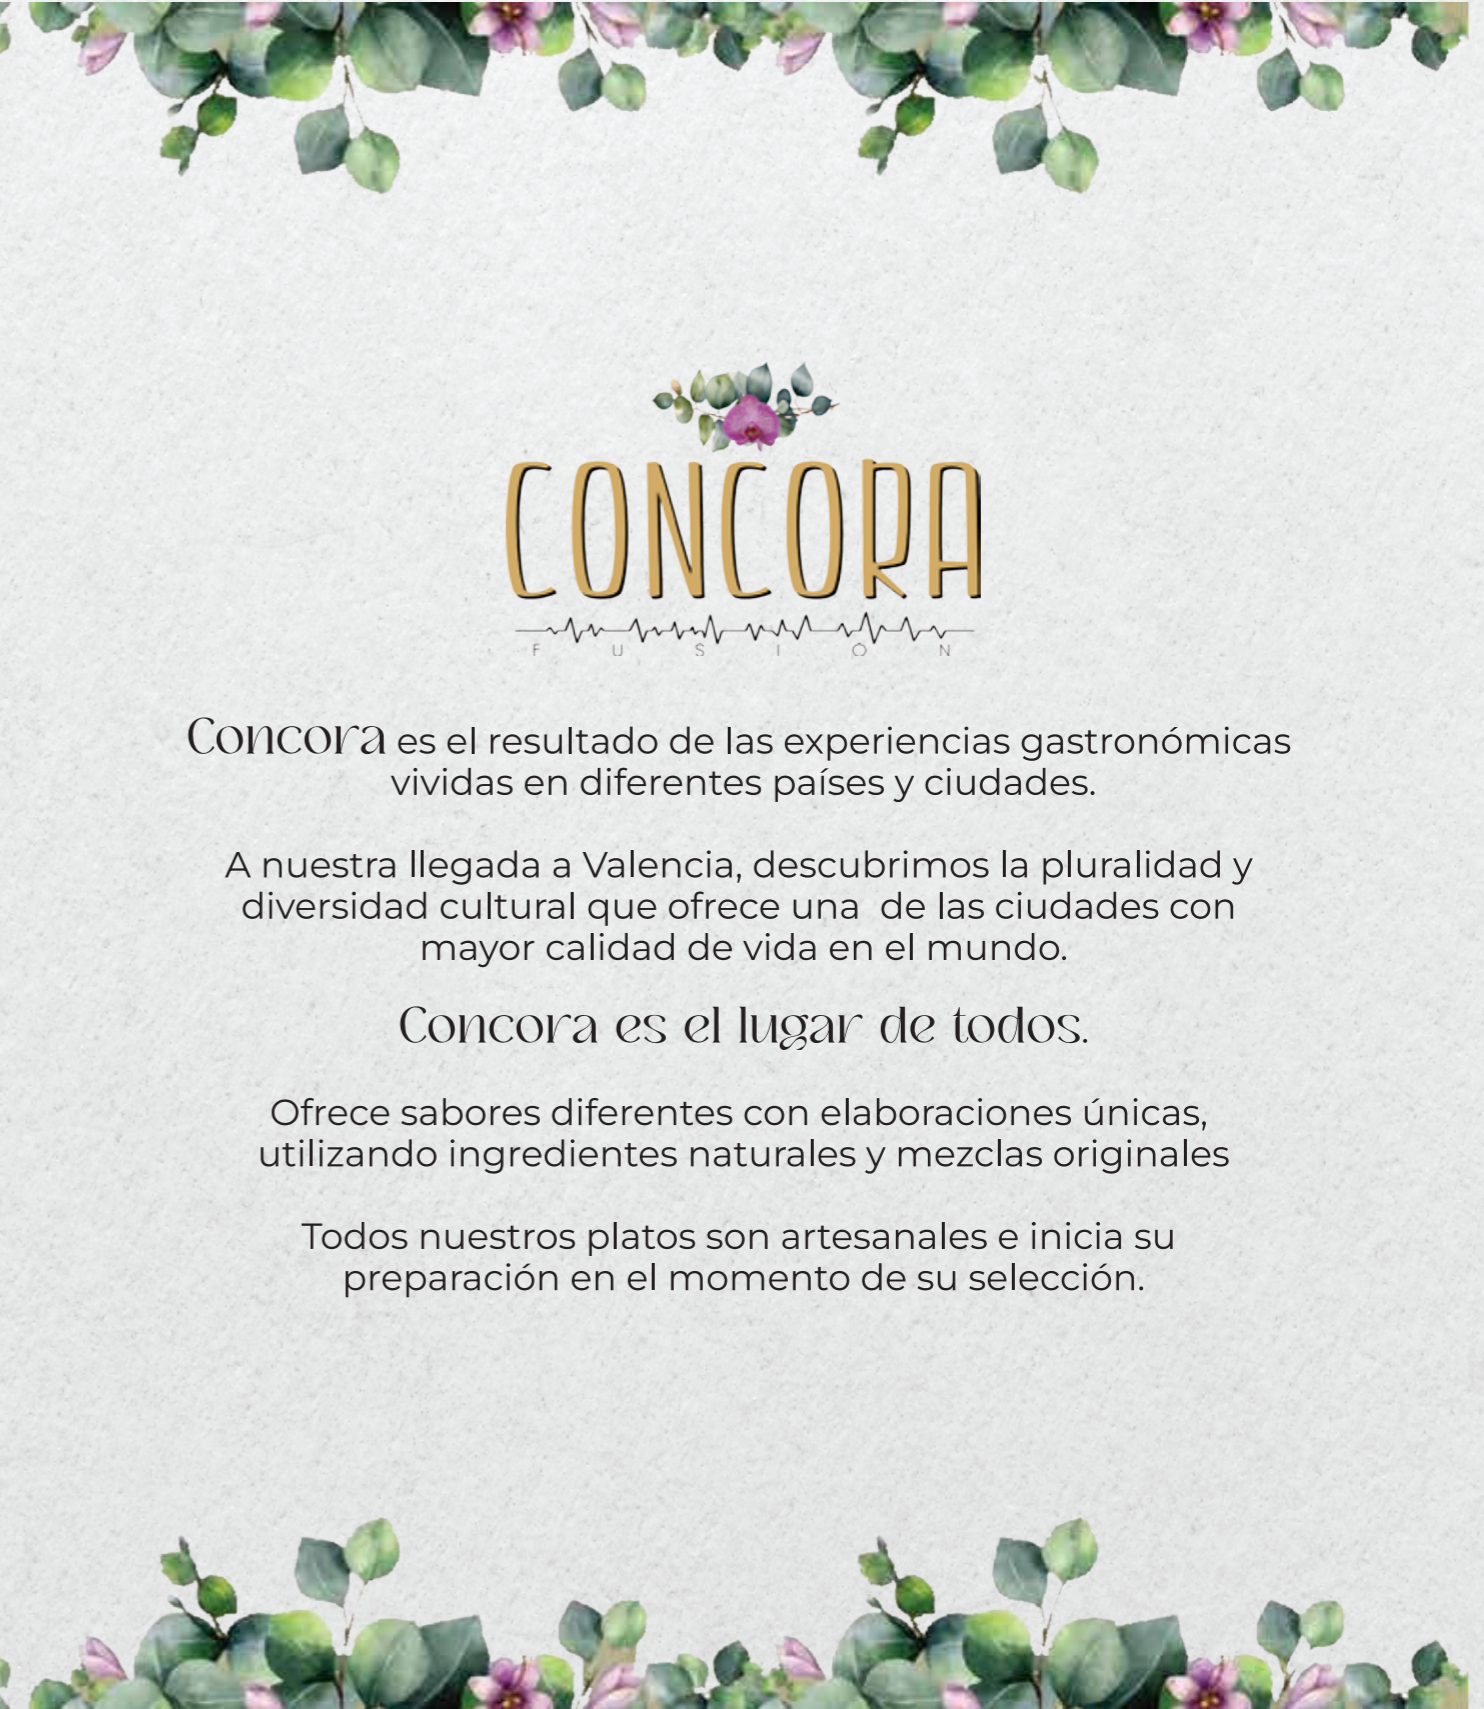 CONCORA
FUSIÓN
Concora es el resultado de las experiencias gastronómicas
vividas en diferentes países y ciudades.
A nuestra llegada a Valencia, descubrimos la pluralidad y
diversidad cultural que ofrece una  de las ciudades con
mayor calidad de vida en el mundo.
Concora es el lugar de todos.
Ofrece sabores diferentes con elaboraciones únicas,
utilizando ingredientes naturales y mezclas originales
Todos nuestros platos son artesanales e inicia su
preparación en el momento de su selección.